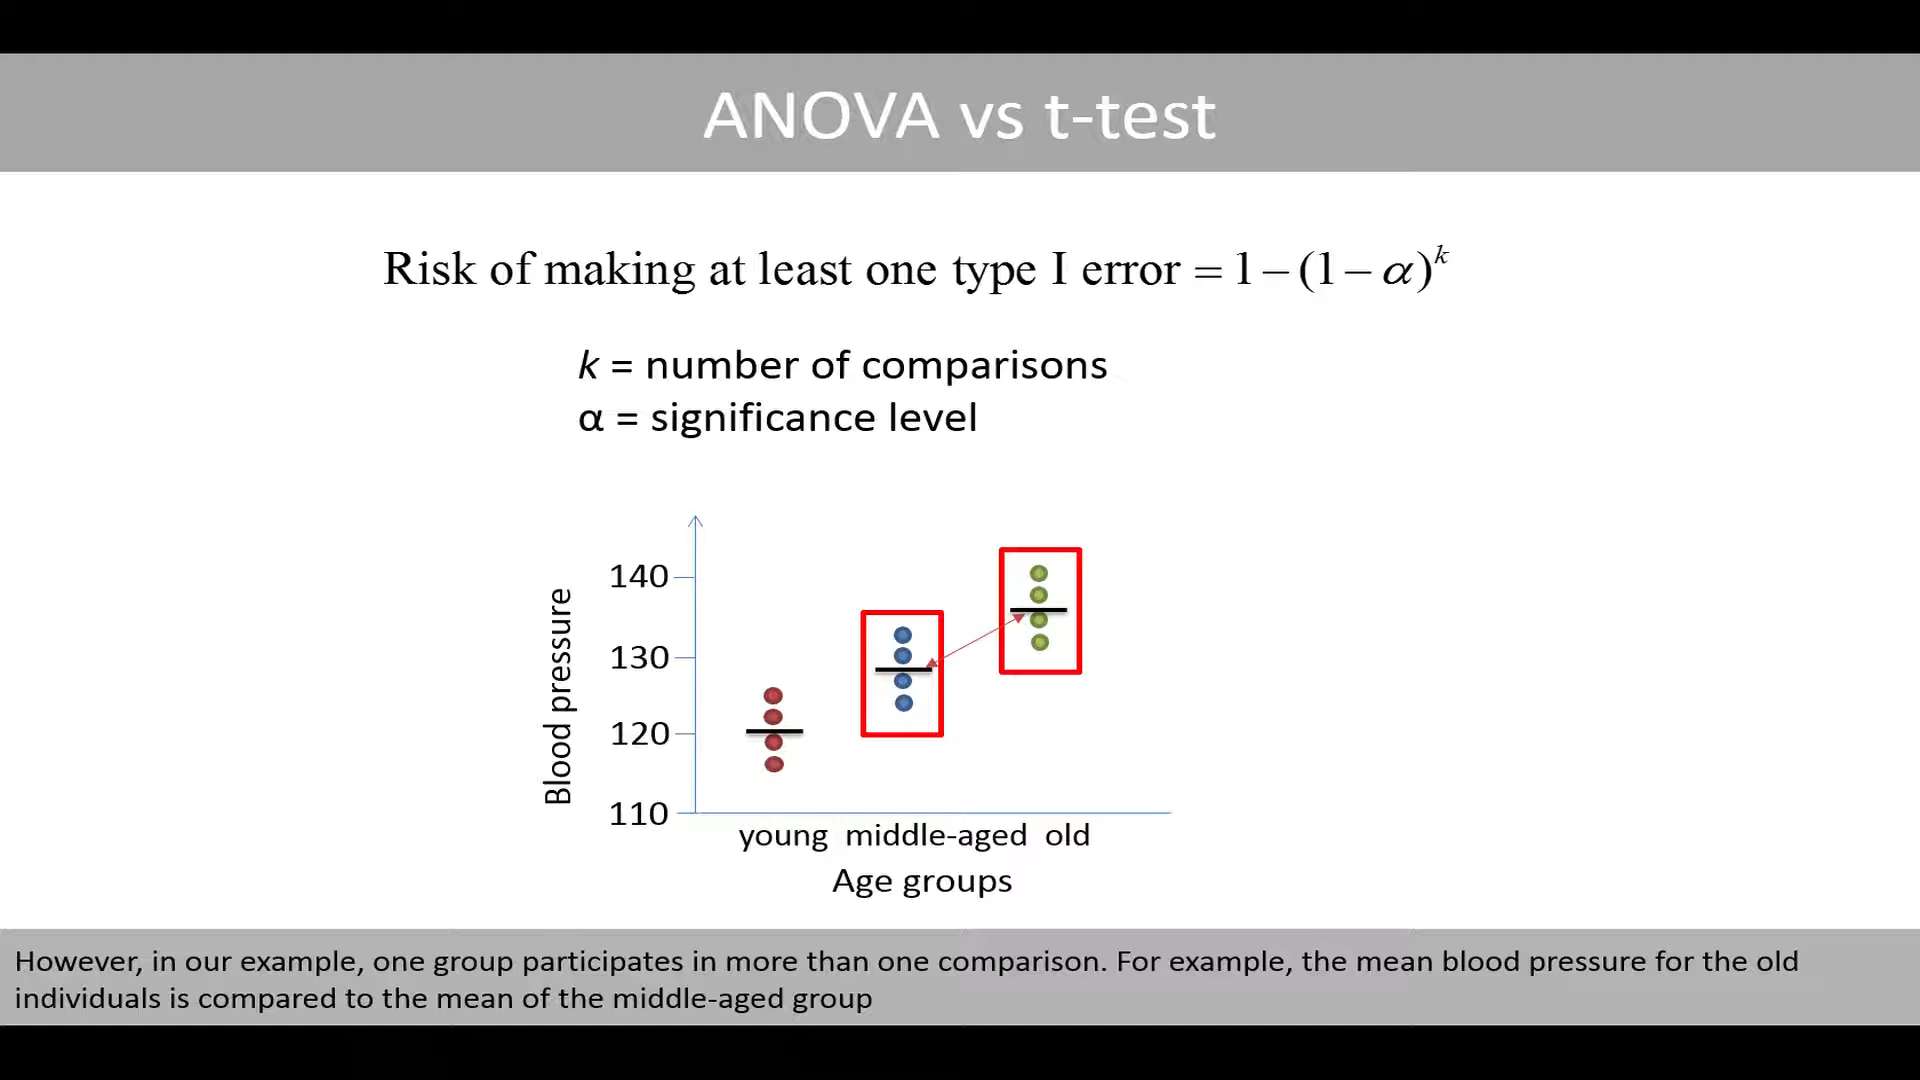 ANOVA vs t-test
Risk of making at least one type I error = 1 − (1 − α)^k
k = number of comparisons
α = significance level
140
130
120
110
Blood pressure
young middle-aged old
Age groups
However, in our example, one group participates in more than one comparison. For example, the mean blood pressure for the old
individuals is compared to the mean of the middle-aged group